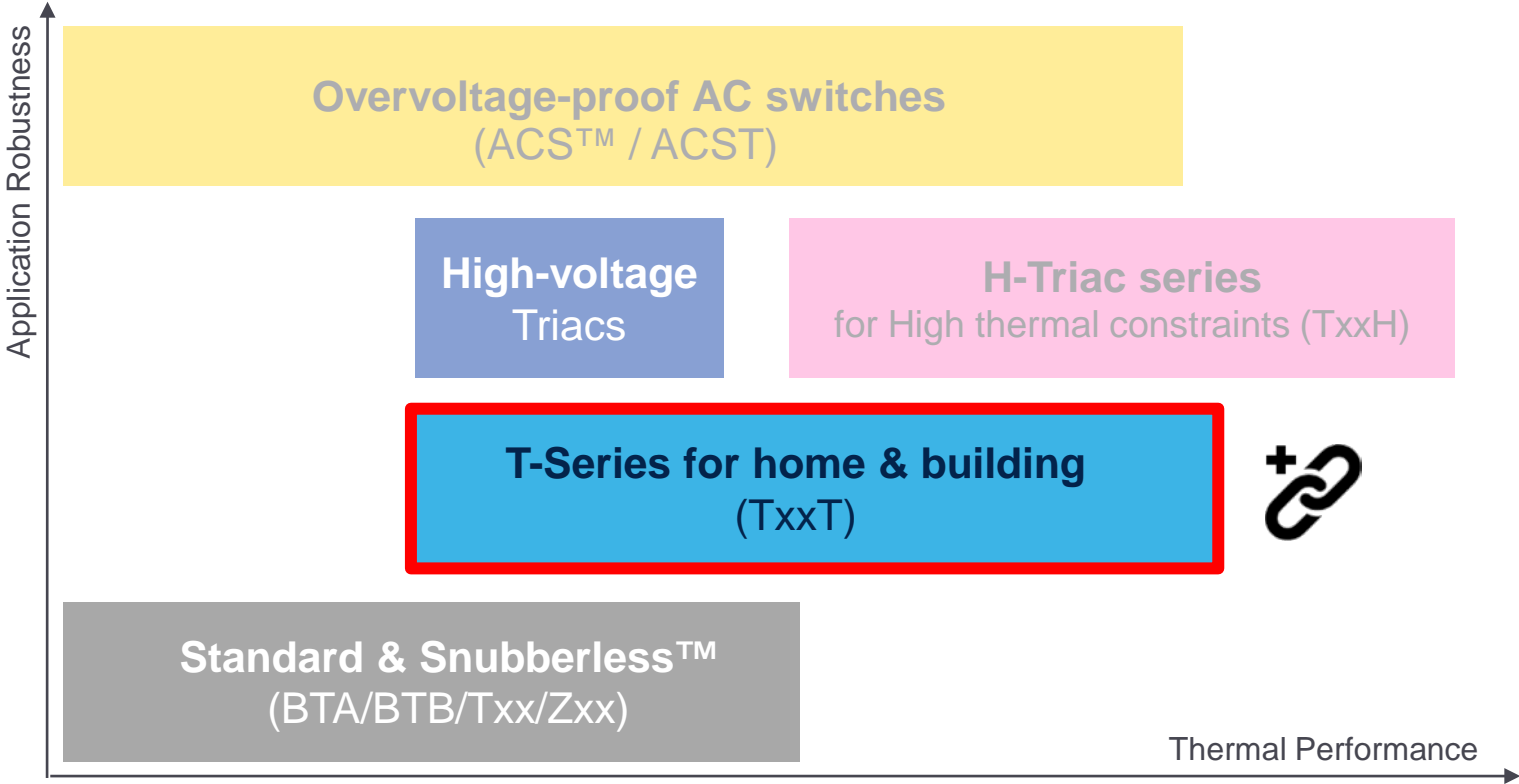 Application Robustness
Overvoltage-proof AC switches
(ACS™ / ACST)
High-voltage
Triacs
H-Triac series
for High thermal constraints (TxxH)
T-Series for home & building
(TxxT)
Standard & Snubberless™
(BTA/BTB/Txx/Zxx)
Thermal Performance